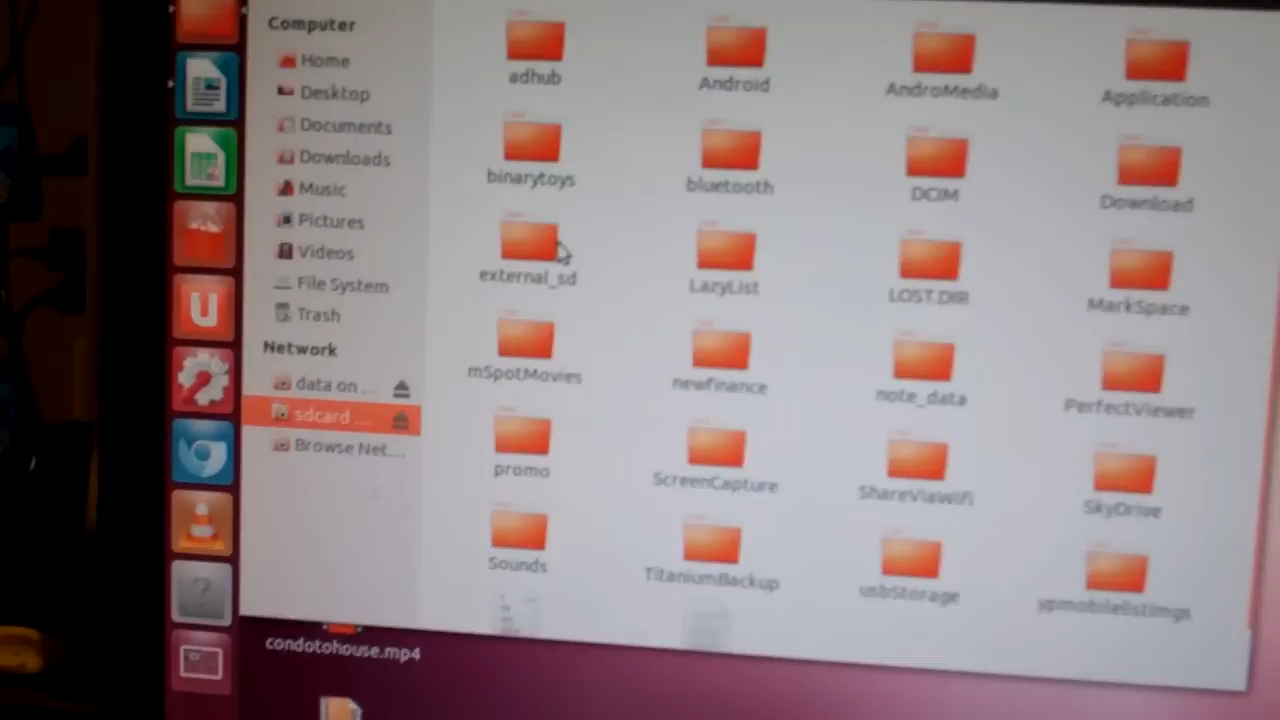 Computer
Home
Desktop
Documents
Downloads
Music
Pictures
Videos
File System
Trash
Network
data on ...
sdcard ...
Browse Net...
adhub
Android
AndroMedia
Application
binarytoys
bluetooth
DCIM
Download
external_sd
LazyList
LOST.DIR
MarkSpace
mSpotMovies
newfinance
note_data
PerfectViewer
promo
ScreenCapture
ShareViaWifi
SkyDrive
Sounds
TitaniumBackup
usbStorage
ypmobilelistimgs
condotohouse.mp4
U
?